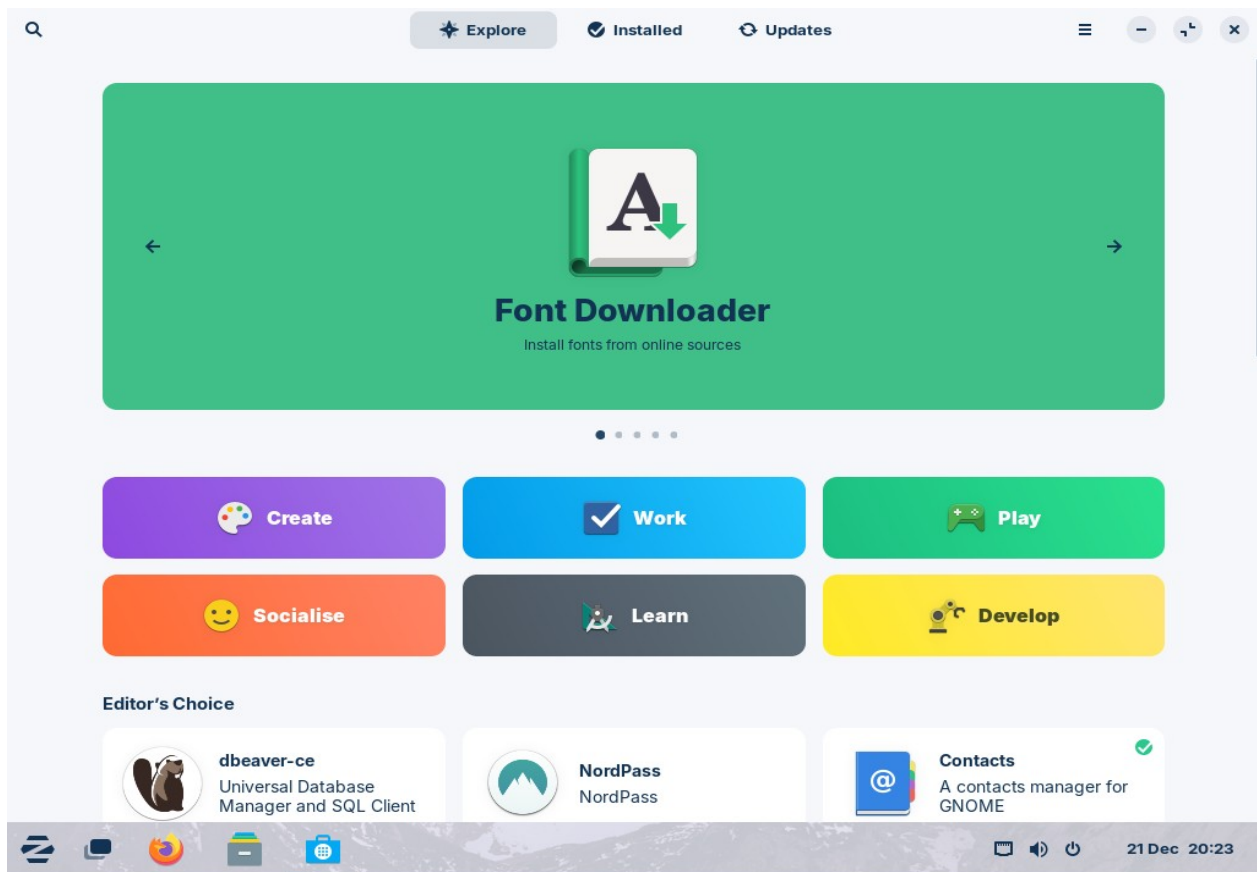 Explore
Installed
Updates
A
Font Downloader
Install fonts from online sources
Create
Work
Play
Socialise
Learn
Develop
Editor's Choice
dbeaver-ce
Universal Database
Manager and SQL Client
NordPass
NordPass
@
Contacts
A contacts manager for
GNOME
21 Dec 20:23